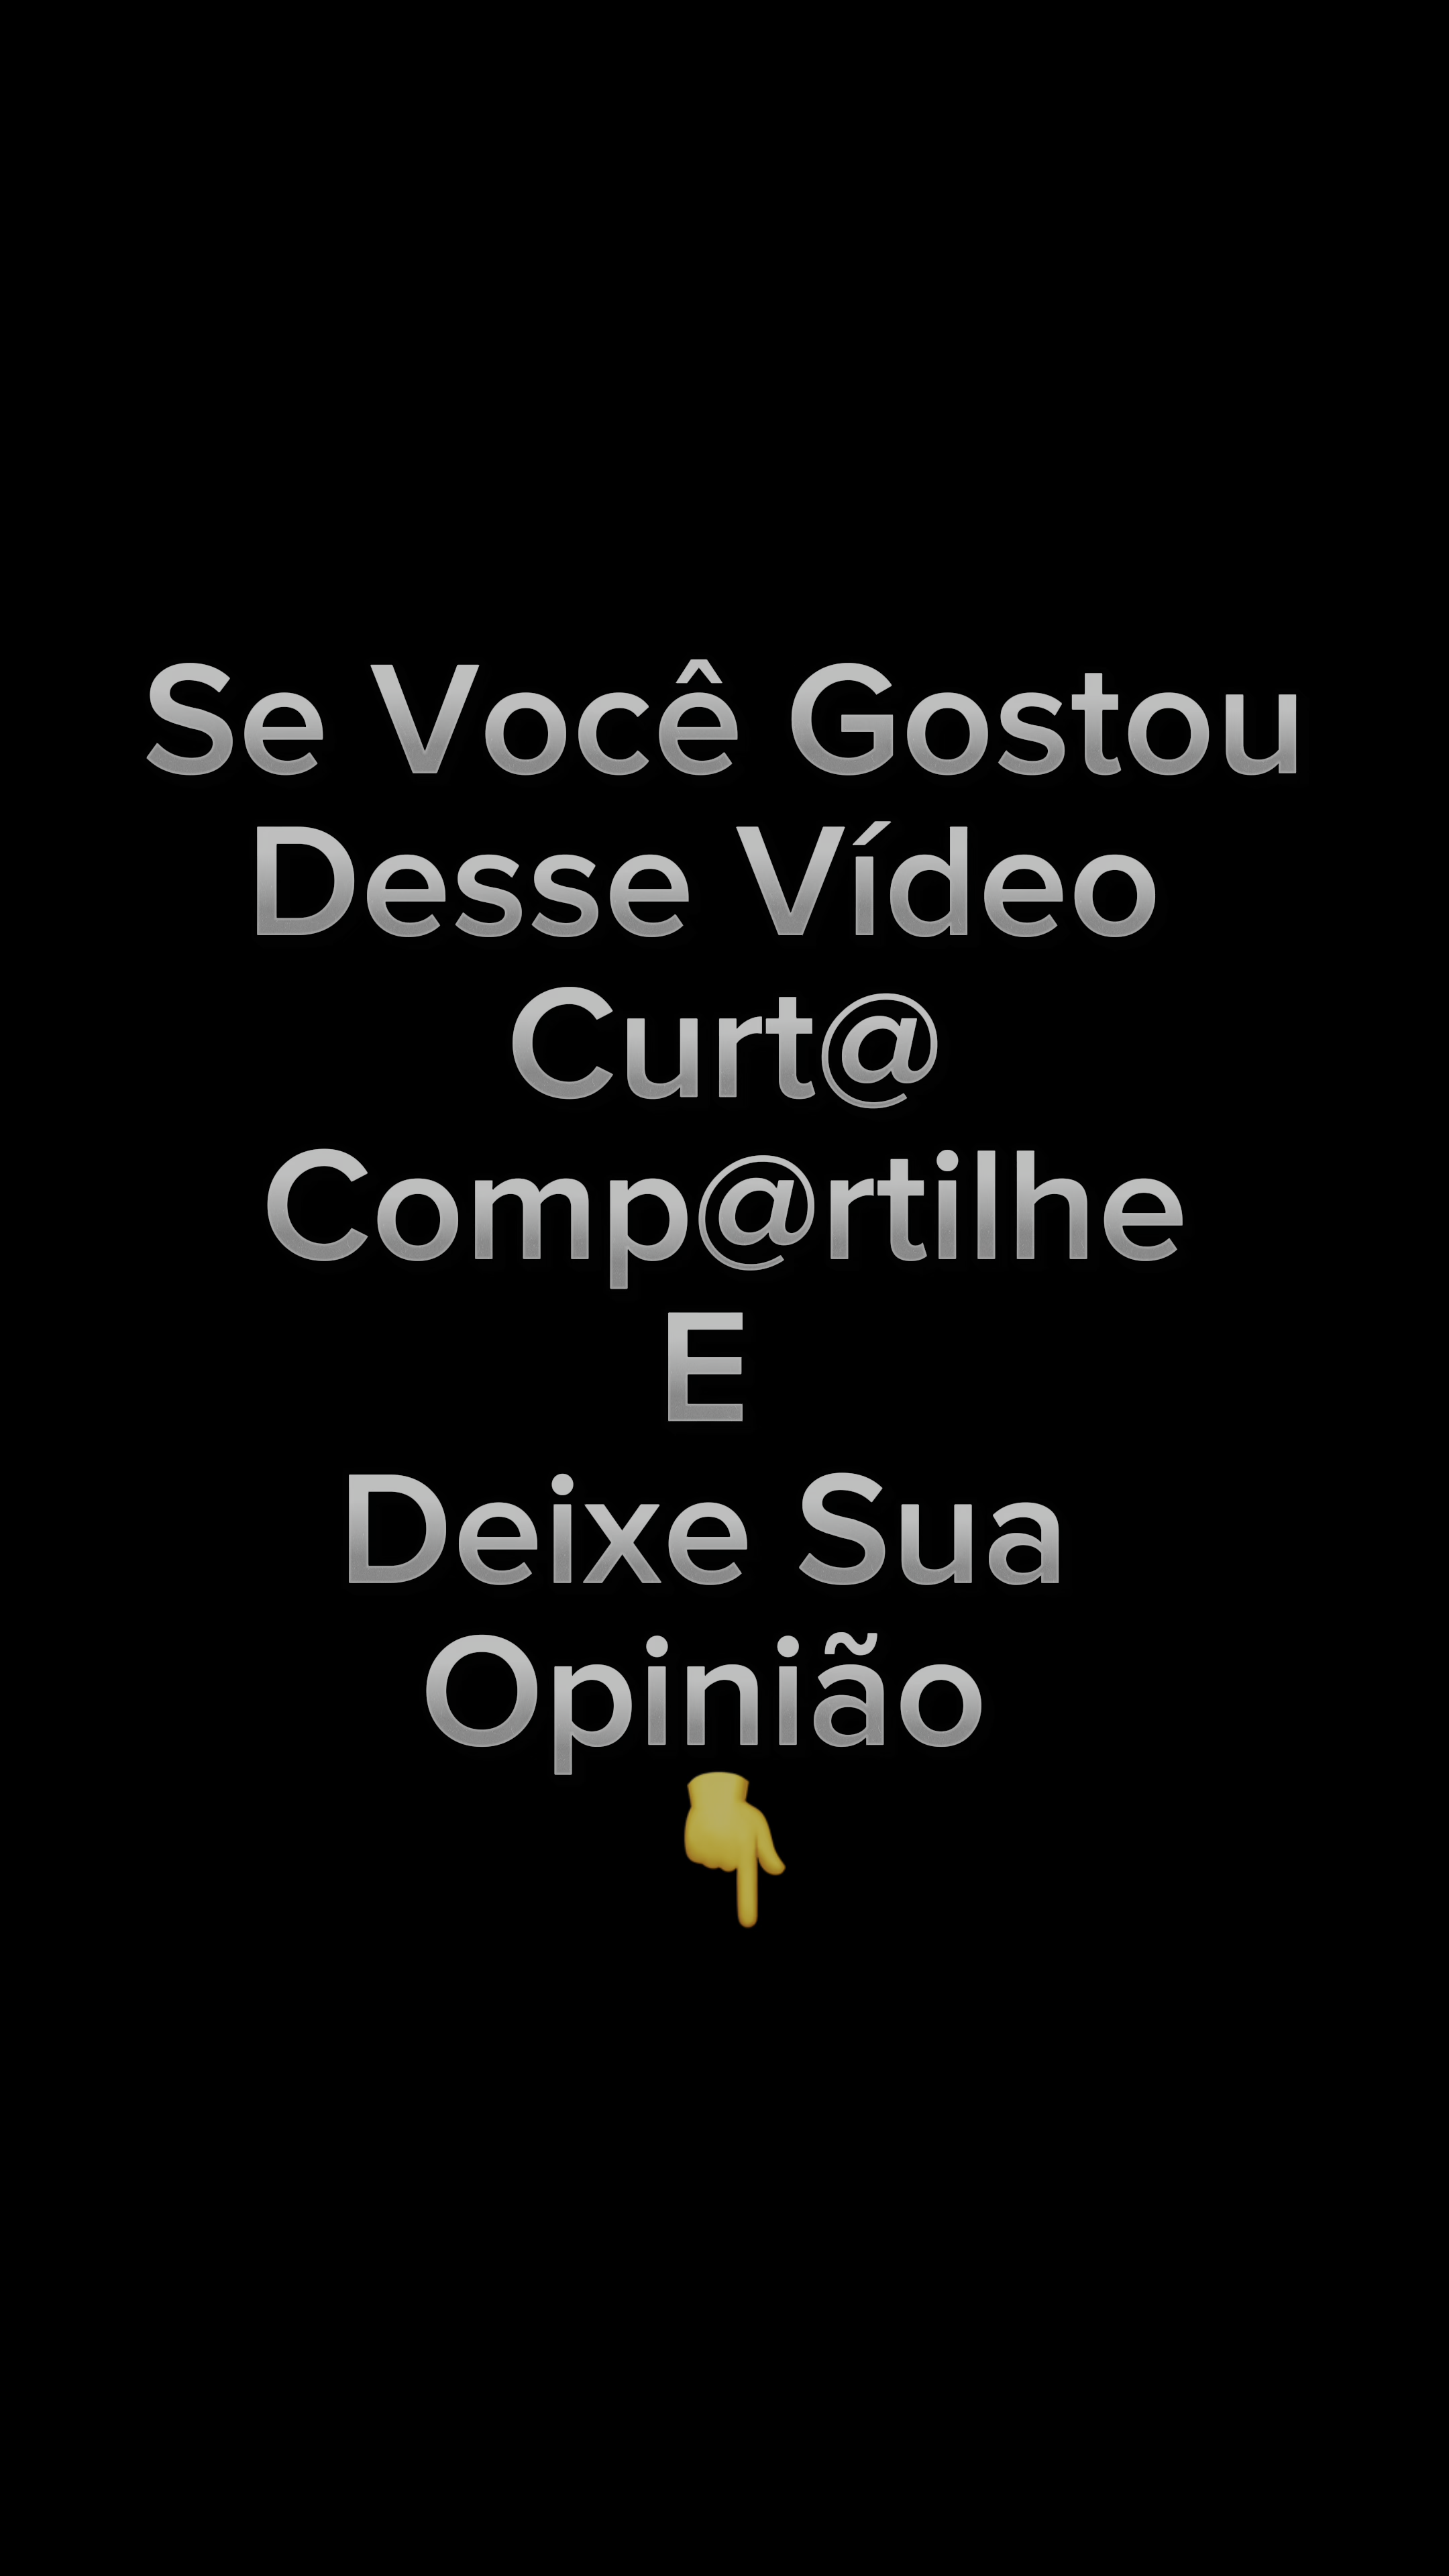 Se Você Gostou
Desse Vídeo
Curt@
Comp@rtilhe
E
Deixe Sua
Opinião
👇